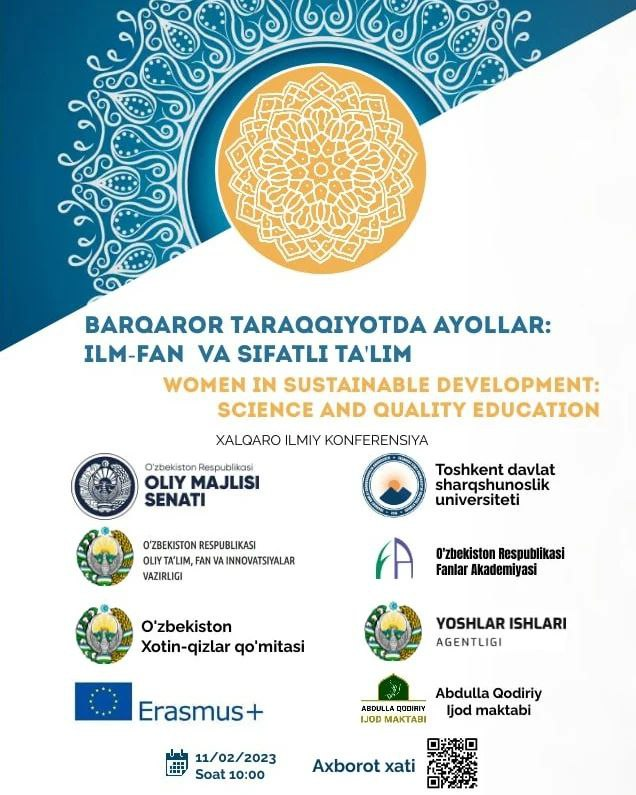 BARQAROR TARAQQIYOTDA AYOLLAR:
ILM-FAN VA SIFATLI TA'LIM
WOMEN IN SUSTAINABLE DEVELOPMENT:
SCIENCE AND QUALITY EDUCATION
XALQARO ILMIY KONFERENSIYA
O'zbekiston Respublikasi
OLIY MAJLISI
SENATI
Toshkent davlat
sharqshunoslik
universiteti
O'ZBEKISTON RESPUBLIKASI
OLIY TA'LIM, FAN VA INNOVATSIYALAR
VAZIRLIGI
O'zbekiston Respublikasi
Fanlar Akademiyasi
O'zbekiston
Xotin-qizlar qo'mitasi
YOSHLAR ISHLARI
AGENTLIGI
Erasmus+
ABDULLA QODIRIY
IJOD MAKTABI
Abdulla Qodiriy
Ijod maktabi
11/02/2023
Soat 10:00
Axborot xati